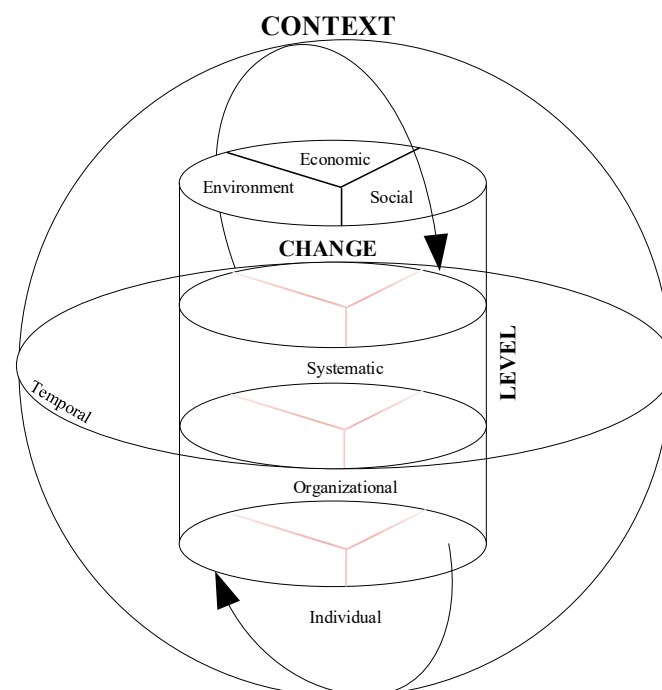 CONTEXT
Economic
Environment
Social
CHANGE
LEVEL
Systematic
Temporal
Organizational
Individual